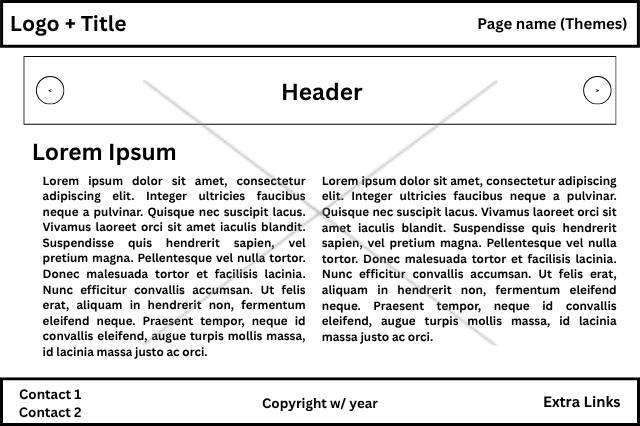 Logo + Title
Page name (Themes)
<
Header
>
Lorem Ipsum
Lorem ipsum dolor sit amet, consectetur
adipiscing elit. Integer ultricies faucibus
neque a pulvinar. Quisque nec suscipit lacus.
Vivamus laoreet orci sit amet iaculis blandit.
Suspendisse quis hendrerit sapien, vel
pretium magna. Pellentesque vel nulla tortor.
Donec malesuada tortor et facilisis lacinia.
Nunc efficitur convallis accumsan. Ut felis
erat, aliquam in hendrerit non, fermentum
eleifend neque. Praesent tempor, neque id
convallis eleifend, augue turpis mollis massa,
id lacinia massa justo ac orci.
Lorem ipsum dolor sit amet, consectetur adipiscing
elit. Integer ultricies faucibus neque a pulvinar.
Quisque nec suscipit lacus. Vivamus laoreet orci sit
amet iaculis blandit. Suspendisse quis hendrerit
sapien, vel pretium magna. Pellentesque vel nulla
tortor. Donec malesuada tortor et facilisis lacinia.
Nunc efficitur convallis accumsan. Ut felis erat,
aliquam in hendrerit non, fermentum eleifend
neque. Praesent tempor, neque id convallis
eleifend, augue turpis mollis massa, id lacinia
massa justo ac orci.
Contact 1
Contact 2
Copyright w/ year
Extra Links